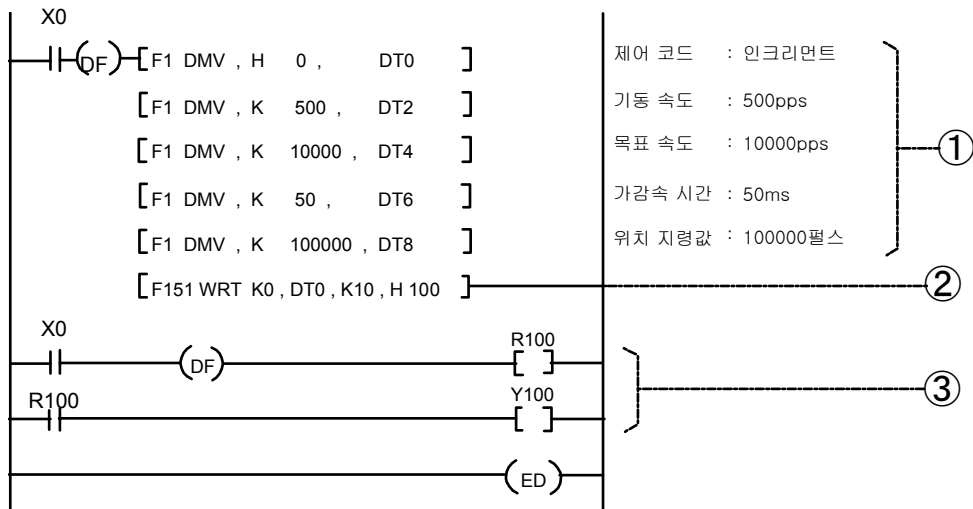 X0
DF [F1 DMV , H 0 , DT0 ] 제어 코드 : 인크리먼트
[F1 DMV , K 500 , DT2 ] 기동 속도 : 500pps
[F1 DMV , K 10000 , DT4 ] 목표 속도 : 10000pps
①
[F1 DMV , K 50 , DT6 ] 가감속 시간 : 50ms
[F1 DMV , K 100000 , DT8 ] 위치 지령값 : 100000펄스
[F151 WRT K0 , DT0 , K10 , H 100 ] ②
X0 R100
DF [ ]
③
R100 Y100
[ ]
ED